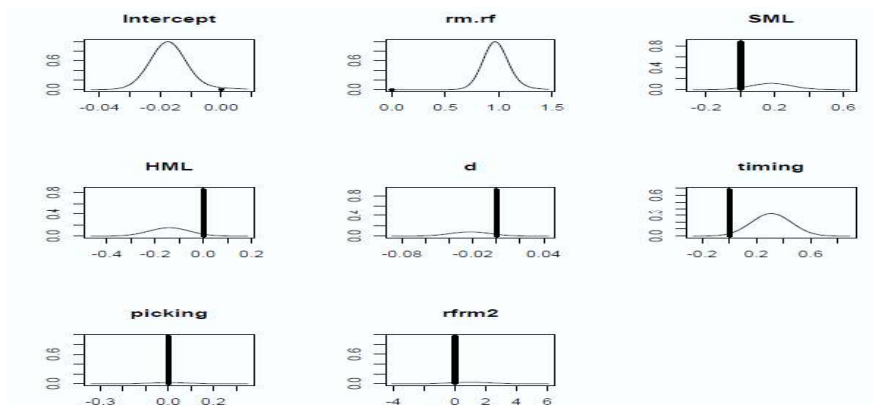 Intercept
rm.rf
SML
0.0 0.6
0.0 0.6
0.0 0.4 0.8
-0.04 -0.02 0.00
0.0 0.5 1.0 1.5
-0.2 0.2 0.6
HML
d
timing
0.0 0.4 0.8
0.0 0.4 0.8
0.0 0.3 0.6
-0.4 -0.2 0.0 0.2
-0.08 -0.02 0.04
-0.2 0.2 0.6
picking
rfrm2
0.0 0.6
0.0 0.6
-0.3 0.0 0.2
-4 0 2 4 6